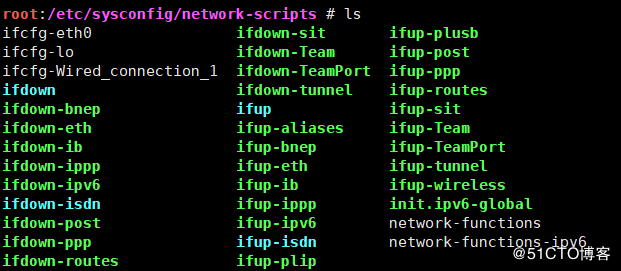 root:/etc/sysconfig/network-scripts # ls
ifcfg-eth0 ifdown-sit ifup-plusb
ifcfg-lo ifdown-Team ifup-post
ifcfg-Wired_connection_1 ifdown-TeamPort ifup-ppp
ifdown ifdown-tunnel ifup-routes
ifdown-bnep ifup ifup-sit
ifdown-eth ifup-aliases ifup-Team
ifdown-ib ifup-bnep ifup-TeamPort
ifdown-ippp ifup-eth ifup-tunnel
ifdown-ipv6 ifup-ib ifup-wireless
ifdown-isdn ifup-ippp init.ipv6-global
ifdown-post ifup-ipv6 network-functions
ifdown-ppp ifup-isdn network-functions-ipv6
ifdown-routes ifup-plip
@51CTO博客